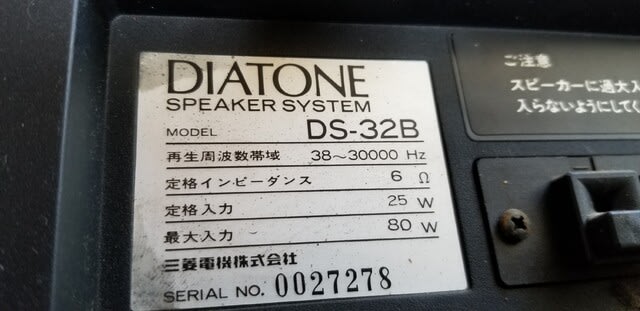 DIATONE
SPEAKER SYSTEM
MODEL DS-32B
再生周波数帯域 38～30000 Hz
定格インピーダンス 6 Ω
定格入力 25 W
最大入力 80 W
三菱電機株式会社
SERIAL NO. 0027278
ご注意
スピーカーに過大入
入らないようにしてく